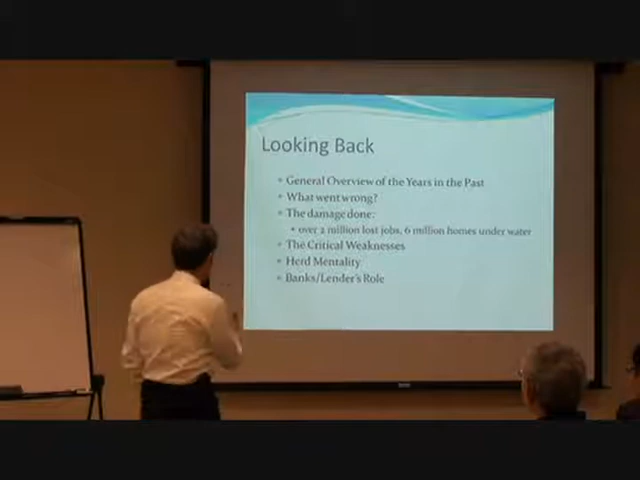 Looking Back
General Overview of the Years in the Past
What went wrong?
The damage done:
over 2 million lost jobs, 6 million homes under water
The Critical Weaknesses
Herd Mentality
Banks/Lender's Role